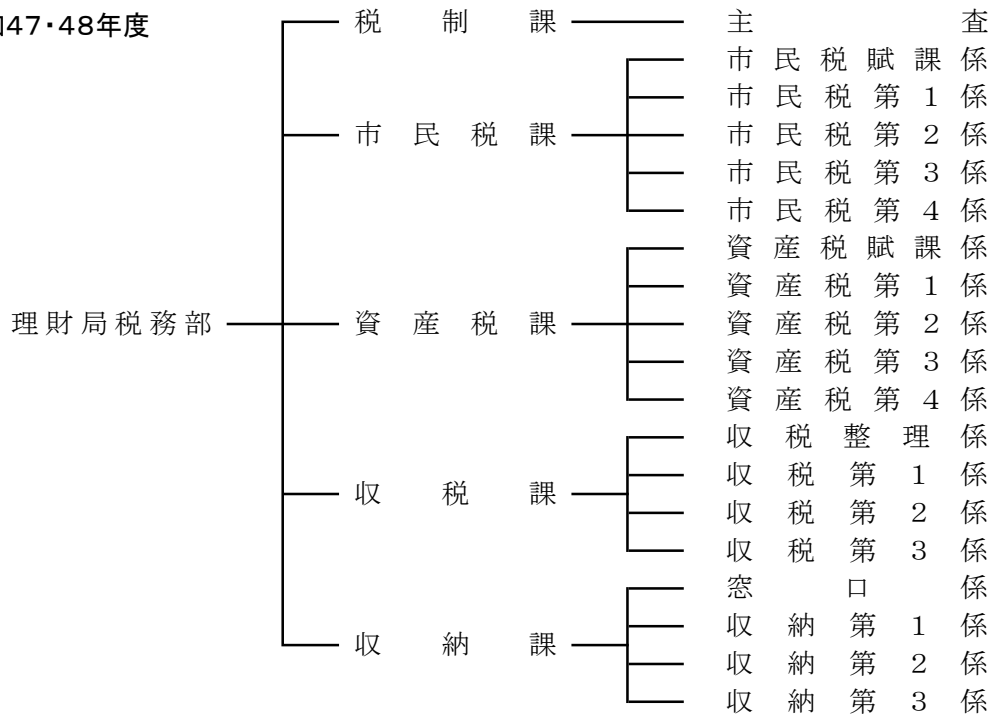 47・48年度
税制課
主査
市民税賦課係
市民税第1係
市民税課
市民税第2係
市民税第3係
市民税第4係
資産税賦課係
資産税第1係
理財局税務部
資産税課
資産税第2係
資産税第3係
資産税第4係
収税整理係
収税第1係
収税課
収税第2係
収税第3係
窓口係
収納第1係
収納課
収納第2係
収納第3係